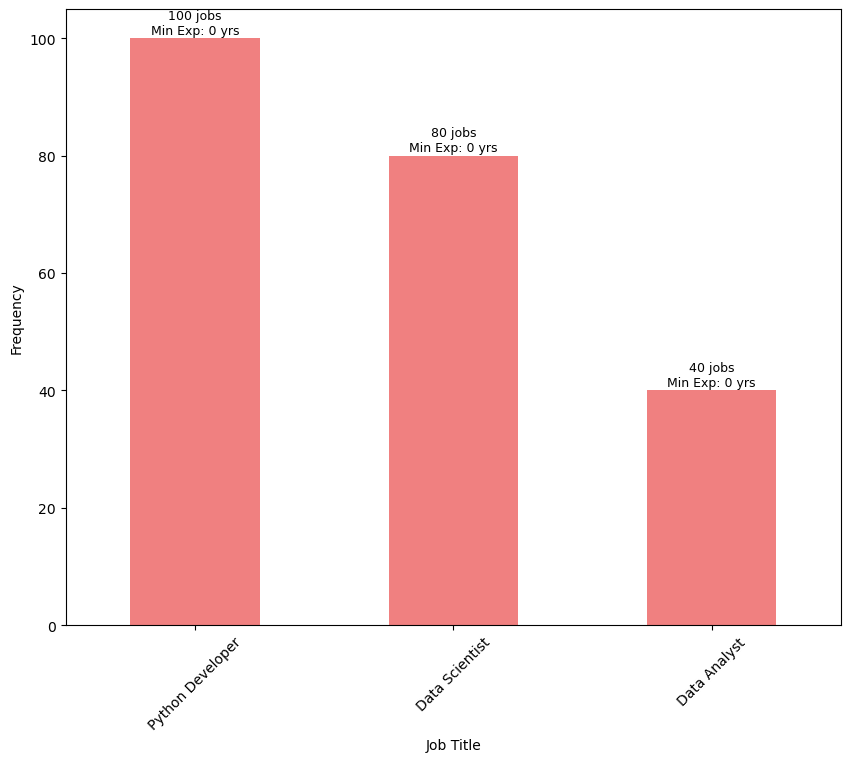 100 jobs
Min Exp: 0 yrs
100
80 jobs
Min Exp: 0 yrs
80
60
Frequency
40 jobs
Min Exp: 0 yrs
40
20
0
Python Developer
Data Scientist
Data Analyst
Job Title